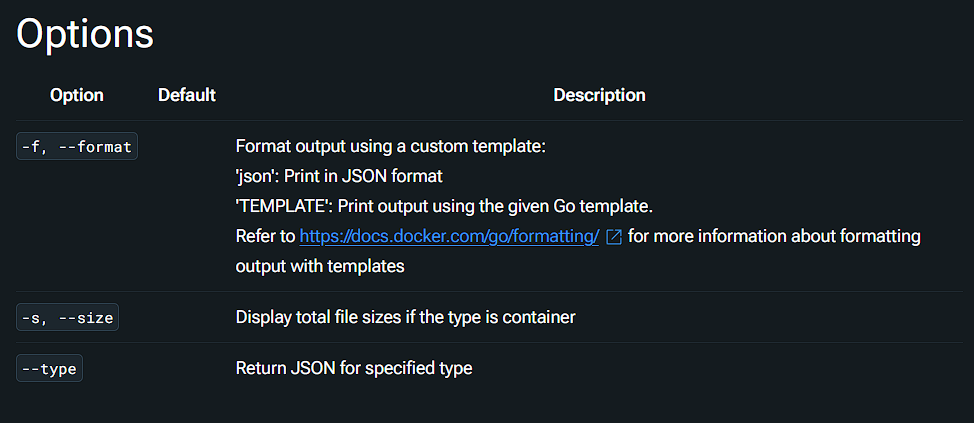 Options
Option Default Description
-f, --format Format output using a custom template:
'json': Print in JSON format
'TEMPLATE': Print output using the given Go template.
Refer to https://docs.docker.com/go/formatting/ for more information about formatting
output with templates
-s, --size Display total file sizes if the type is container
--type Return JSON for specified type